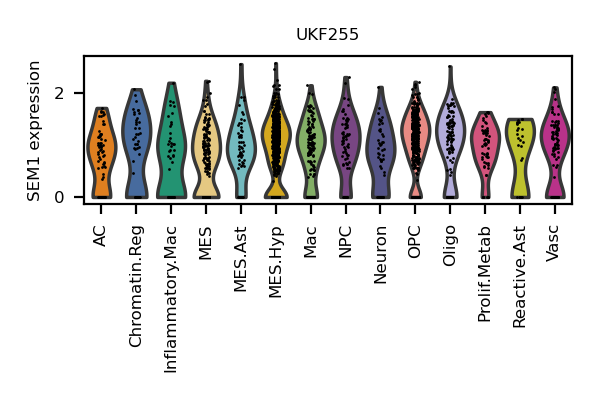 UKF255
SEM1 expression
2
0
AC
Chromatin.Reg
Inflammatory.Mac
MES
MES.Ast
MES.Hyp
Mac
NPC
Neuron
OPC
Oligo
Prolif.Metab
Reactive.Ast
Vasc